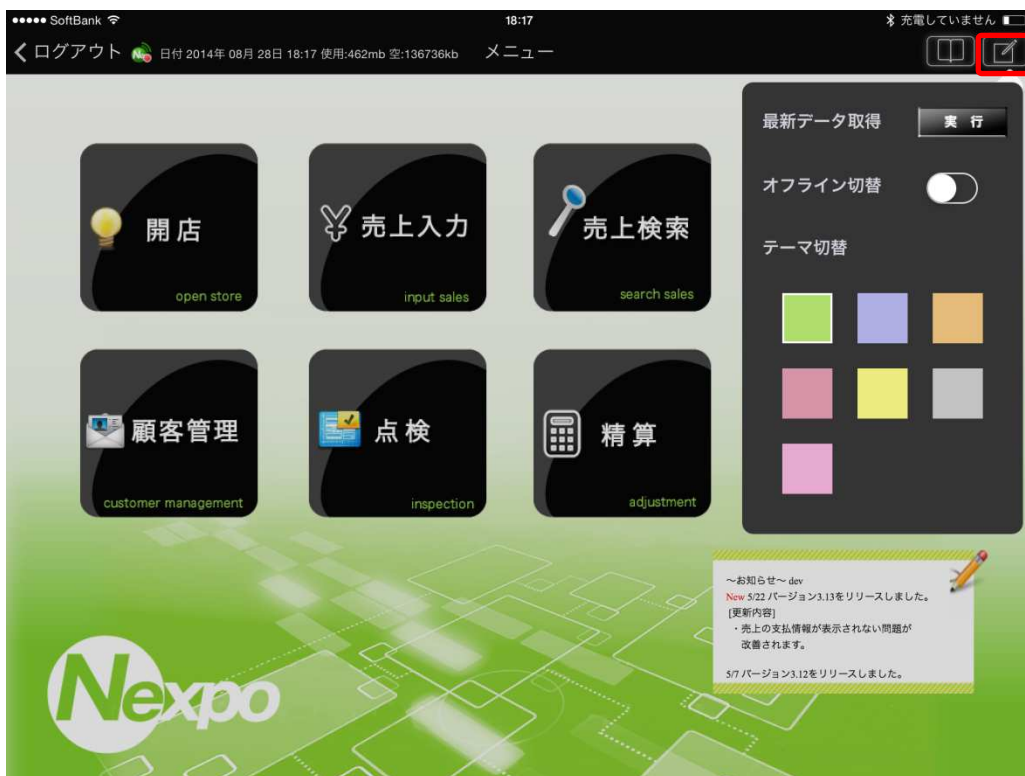 SoftBank
18:17
充電していません
ログアウト
日付 2014年 08月 28日 18:17 使用:462mb 空:136736kb
メニュー
最新データ取得
実 行
オフライン切替
テーマ切替
開店
open store
売上入力
input sales
売上検索
search sales
顧客管理
customer management
点検
inspection
精算
adjustment
～お知らせ～ dev
New 5/22 バージョン3.13をリリースしました。
[更新内容]
・売上の支払情報が表示されない問題が
改善されます。
5/7 バージョン3.12をリリースしました。
Nexpo